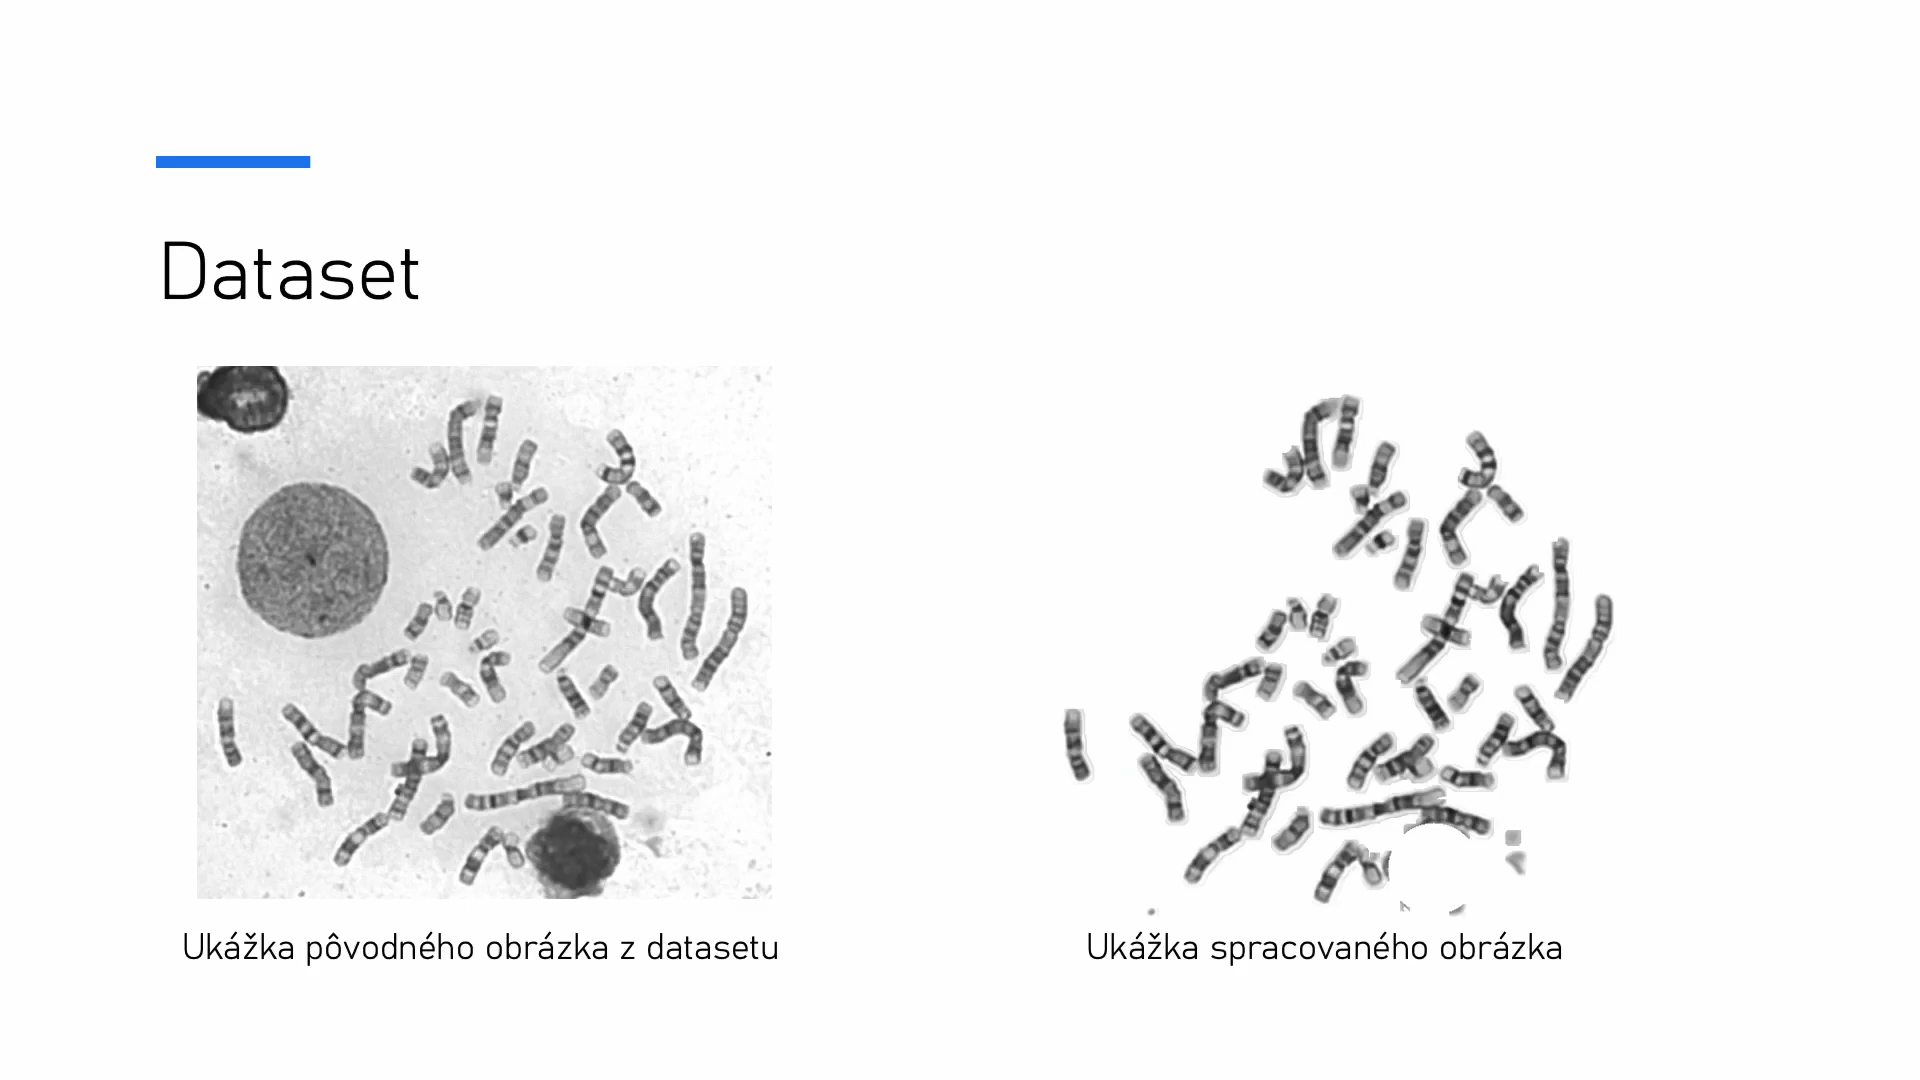 Dataset
Ukážka pôvodného obrázka z datasetu
Ukážka spracovaného obrázka